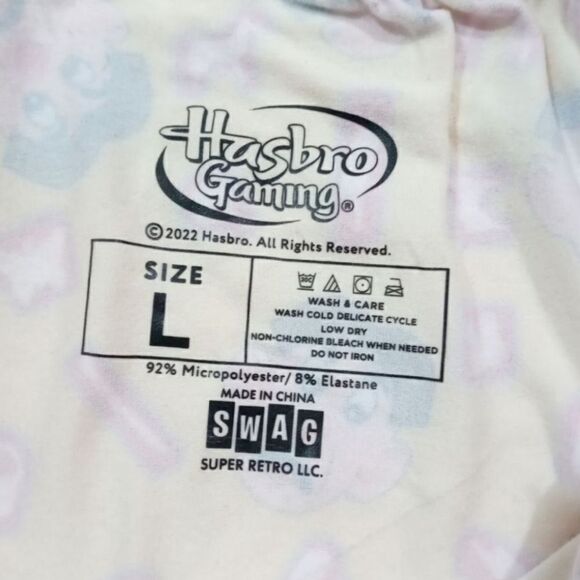 Hasbro
Gaming®
© 2022 Hasbro. All Rights Reserved.
SIZE
L
WASH & CARE
WASH COLD DELICATE CYCLE
LOW DRY
NON-CHLORINE BLEACH WHEN NEEDED
DO NOT IRON
92% Micropolyester/ 8% Elastane
MADE IN CHINA
SWAG
SUPER RETRO LLC.